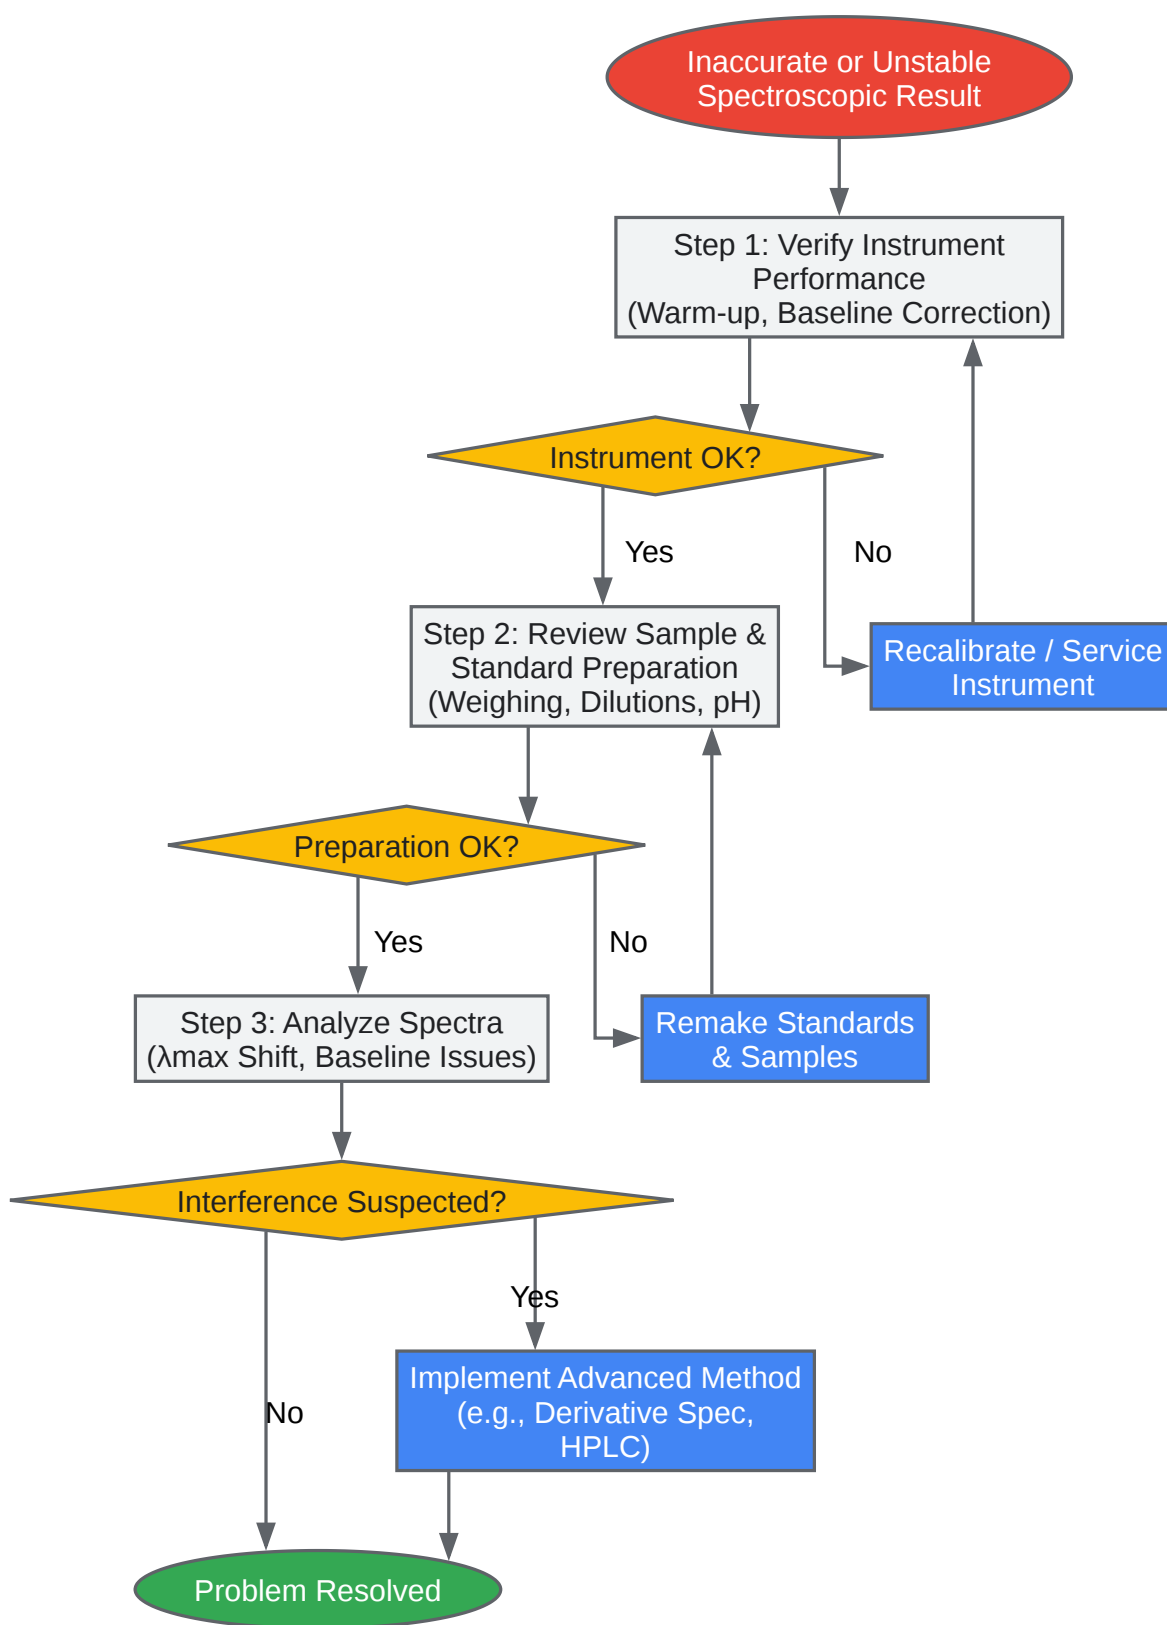 Inaccurate or Unstable
Spectroscopic Result
Step 1: Verify Instrument
Performance
(Warm-up, Baseline Correction)
Instrument OK?
Yes
No
Step 2: Review Sample &
Standard Preparation
(Weighing, Dilutions, pH)
Recalibrate / Service
Instrument
Preparation OK?
Yes
No
Step 3: Analyze Spectra
(λmax Shift, Baseline Issues)
Remake Standards
& Samples
Interference Suspected?
Yes
Implement Advanced Method
(e.g., Derivative Spec,
HPLC)
No
Problem Resolved